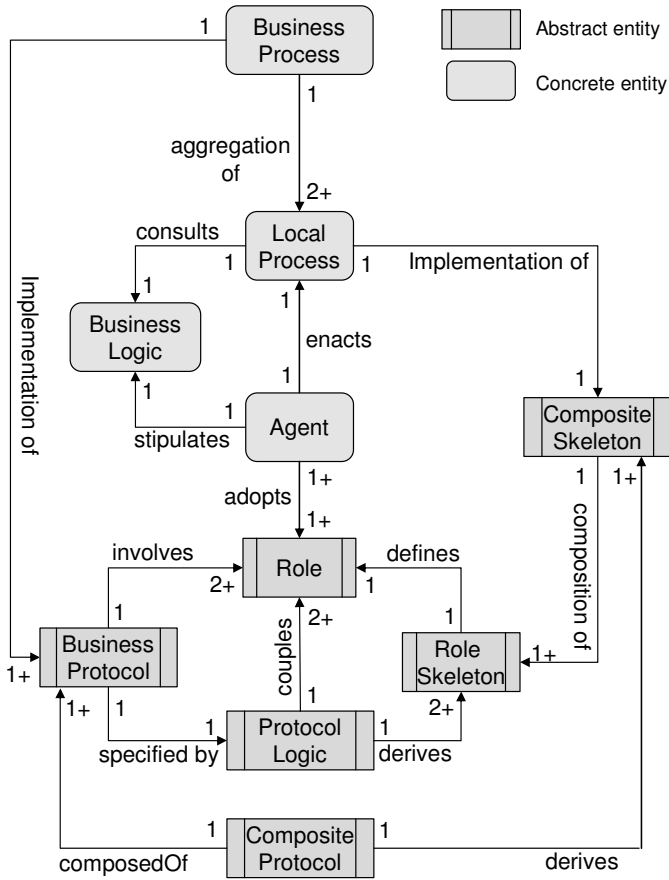 1
Business
Process
Abstract entity
Concrete entity
1
aggregation
of
2+
consults
Local
Process
1
1
Implementation of
1
1
Business
Logic
enacts
1
1
1
stipulates
Agent
1
Composite
Skeleton
Implementation of
1+
adopts
1+
1
1+
involves
Role
defines
2+
1
composition of
1
2+
1
couples
Business
Protocol
1+
Role
Skeleton
1+
1+
1
1
2+
1
Protocol
Logic
1
specified by
derives
1
Composite
Protocol
1
composedOf
derives